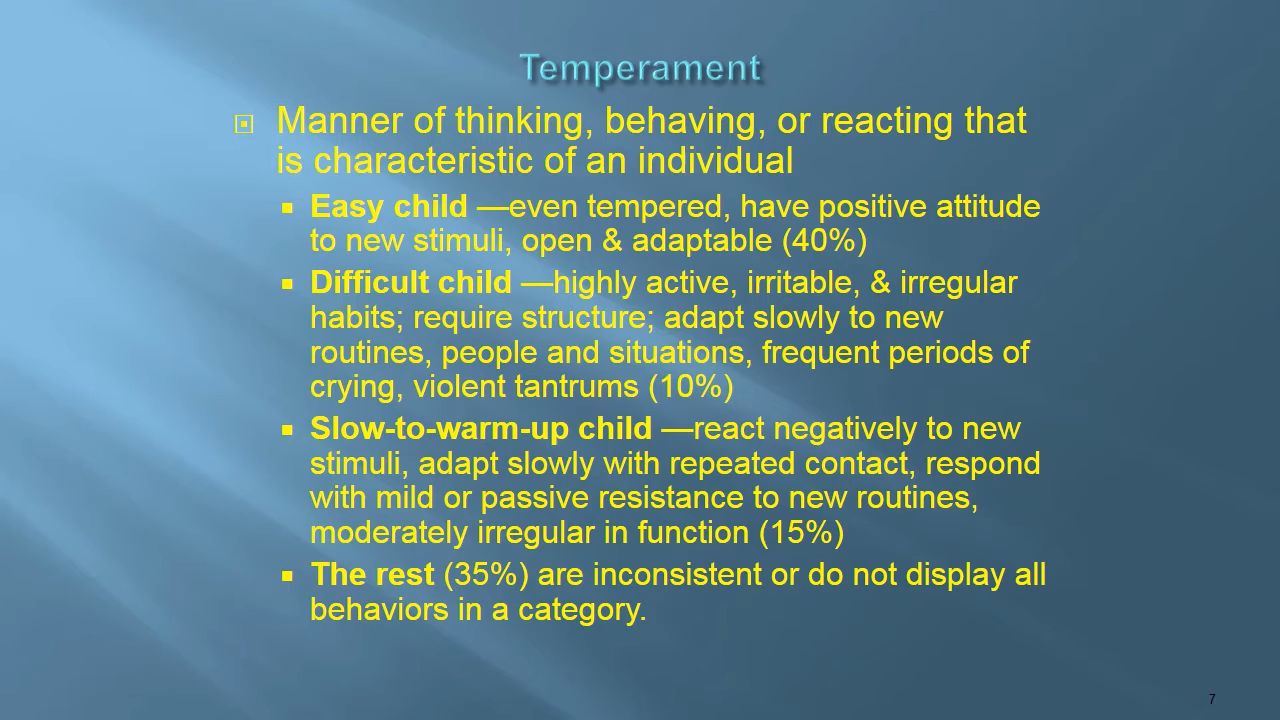 Temperament
Manner of thinking, behaving, or reacting that
is characteristic of an individual
Easy child —even tempered, have positive attitude
to new stimuli, open & adaptable (40%)
Difficult child —highly active, irritable, & irregular
habits; require structure; adapt slowly to new
routines, people and situations, frequent periods of
crying, violent tantrums (10%)
Slow-to-warm-up child —react negatively to new
stimuli, adapt slowly with repeated contact, respond
with mild or passive resistance to new routines,
moderately irregular in function (15%)
The rest (35%) are inconsistent or do not display all
behaviors in a category.
7